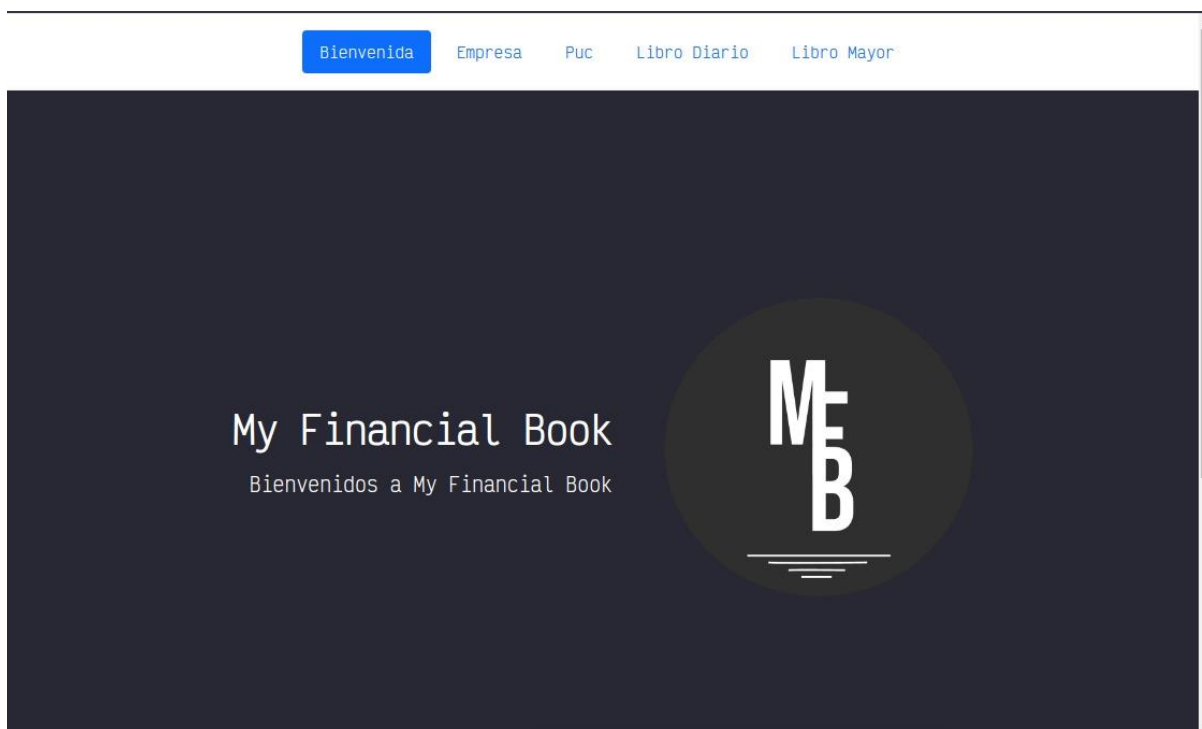 Bienvenida Empresa Puc Libro Diario Libro Mayor
My Financial Book
Bienvenidos a My Financial Book
MFB